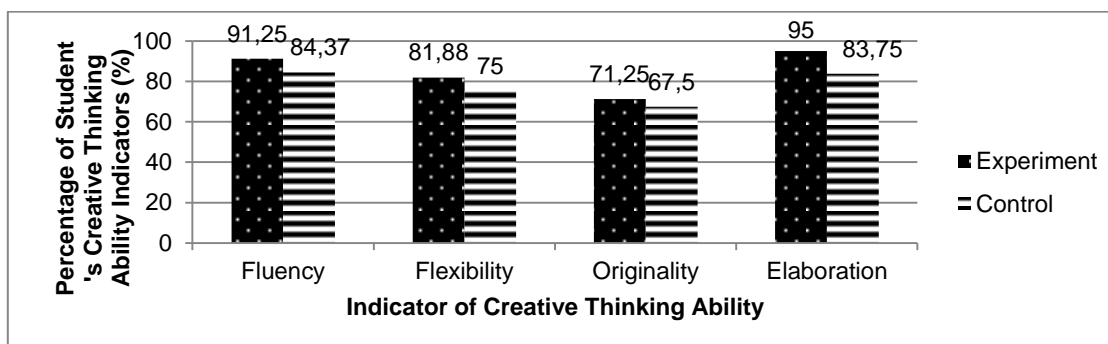 Percentage of Student
's Creative Thinking
Ability Indicators (%)
100
80
60
40
20
0
91,25
84,37
81,88
75
71,25
67,5
95
83,75
Fluency
Flexibility
Originality
Elaboration
Indicator of Creative Thinking Ability
Experiment
Control